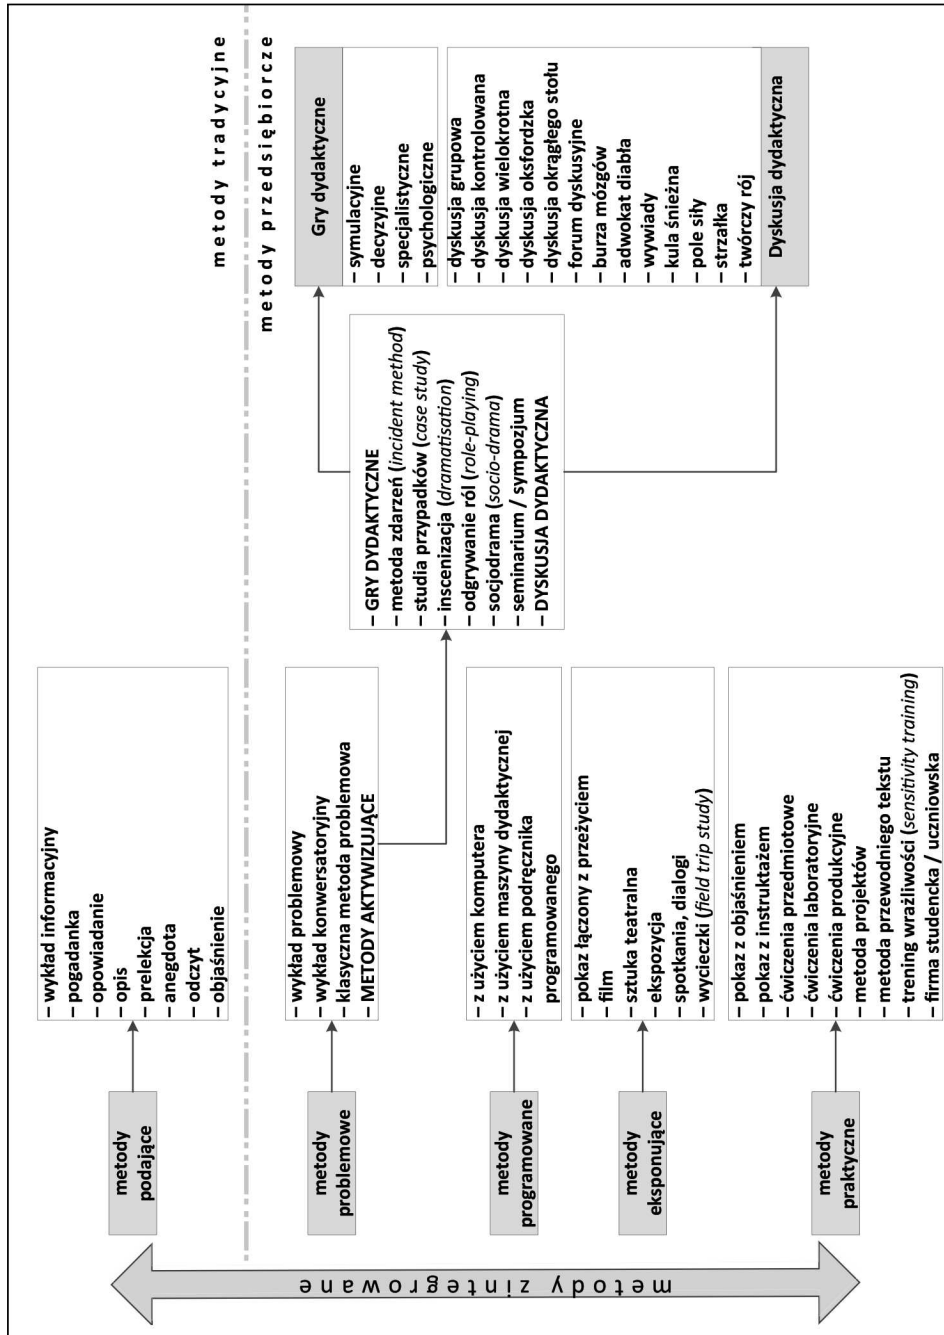 metody tradycyjne
metody przedsiębiorcze
metody zintegrowane
metody
podające
– wykład informacyjny
– pogadanka
– opowiadanie
– opis
– prelekcja
– anegdota
– odczyt
– objaśnienie
metody
problemowe
– wykład problemowy
– wykład konwersatoryjny
– klasyczna metoda problemowa
– METODY AKTYWIZUJĄCE
– GRY DYDAKTYCZNE
– metoda zdarzeń (incident method)
– studia przypadków (case study)
– inscenizacja (dramatisation)
– odgrywanie ról (role-playing)
– socjodrama (socio-drama)
– seminarium / sympozjum
– DYSKUSJA DYDAKTYCZNA
Gry dydaktyczne
– symulacyjne
– decyzyjne
– specjalistyczne
– psychologiczne
– dyskusja grupowa
– dyskusja kontrolowana
– dyskusja wielokrotna
– dyskusja oksfordzka
– dyskusja okrągłego stołu
– forum dyskusyjne
– burza mózgów
– adwokat diabła
– wywiady
– kula śnieżna
– pole siły
– strzałka
– twórczy rój
Dyskusja dydaktyczna
metody
programowane
– z użyciem komputera
– z użyciem maszyny dydaktycznej
– z użyciem podręcznika
programowanego
metody
eksponujące
– pokaz łączony z przeżyciem
– film
– sztuka teatralna
– ekspozycja
– spotkania, dialogi
– wycieczki (field trip study)
metody
praktyczne
– pokaz z objaśnieniem
– pokaz z instruktażem
– ćwiczenia przedmiotowe
– ćwiczenia laboratoryjne
– ćwiczenia produkcyjne
– metoda projektów
– metoda przewodniego tekstu
– trening wrażliwości (sensitivity training)
– firma studencka / uczniowska